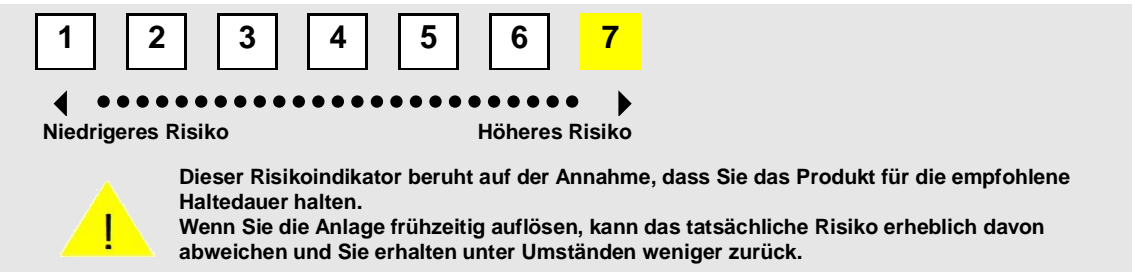 1 2 3 4 5 6 7
Niedrigeres Risiko Höheres Risiko
Dieser Risikoindikator beruht auf der Annahme, dass Sie das Produkt für die empfohlene
Haltedauer halten.
Wenn Sie die Anlage frühzeitig auflösen, kann das tatsächliche Risiko erheblich davon
abweichen und Sie erhalten unter Umständen weniger zurück.
!